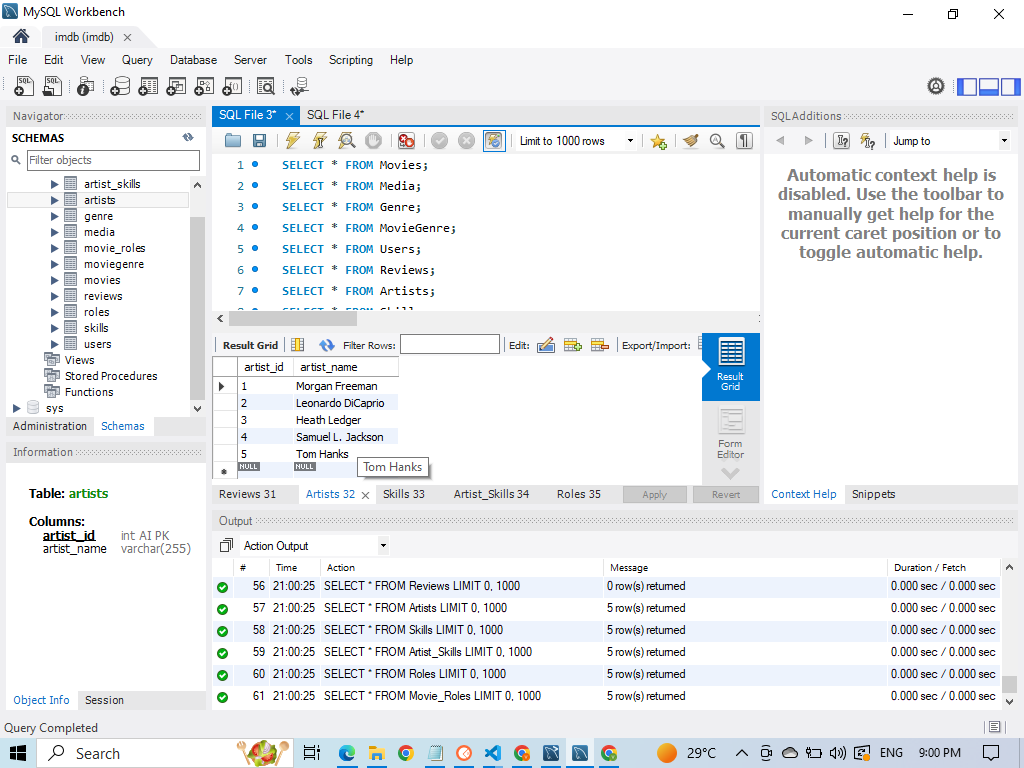 MySQL Workbench
imdb (imdb)
File Edit View Query Database Server Tools Scripting Help
Navigator
SCHEMAS
Filter objects
artist_skills
artists
genre
media
movie_roles
moviegenre
movies
reviews
roles
skills
users
Views
Stored Procedures
Functions
sys
Administration Schemas
Information
Table: artists
Columns:
artist_id int AI PK
artist_name varchar(255)
Object Info Session
SQL File 3* SQL File 4*
Limit to 1000 rows
1 SELECT * FROM Movies;
2 SELECT * FROM Media;
3 SELECT * FROM Genre;
4 SELECT * FROM MovieGenre;
5 SELECT * FROM Users;
6 SELECT * FROM Reviews;
7 SELECT * FROM Artists;
Result Grid Filter Rows: Edit: Export/Import:
artist_id artist_name
1 Morgan Freeman
2 Leonardo DiCaprio
3 Heath Ledger
4 Samuel L. Jackson
5 Tom Hanks
NULL NULL
Tom Hanks
Result
Grid
Form
Editor
Reviews 31 Artists 32 Skills 33 Artist_Skills 34 Roles 35 Apply Revert
SQLAdditions
Jump to
Automatic context help is
disabled. Use the toolbar to
manually get help for the
current caret position or to
toggle automatic help.
Context Help Snippets
Output
Action Output
# Time Action Message Duration / Fetch
56 21:00:25 SELECT * FROM Reviews LIMIT 0, 1000 0 row(s) returned 0.000 sec / 0.000 sec
57 21:00:25 SELECT * FROM Artists LIMIT 0, 1000 5 row(s) returned 0.000 sec / 0.000 sec
58 21:00:25 SELECT * FROM Skills LIMIT 0, 1000 5 row(s) returned 0.000 sec / 0.000 sec
59 21:00:25 SELECT * FROM Artist_Skills LIMIT 0, 1000 5 row(s) returned 0.000 sec / 0.000 sec
60 21:00:25 SELECT * FROM Roles LIMIT 0, 1000 5 row(s) returned 0.000 sec / 0.000 sec
61 21:00:25 SELECT * FROM Movie_Roles LIMIT 0, 1000 5 row(s) returned 0.000 sec / 0.000 sec
Query Completed
Search 29°C ENG 9:00 PM